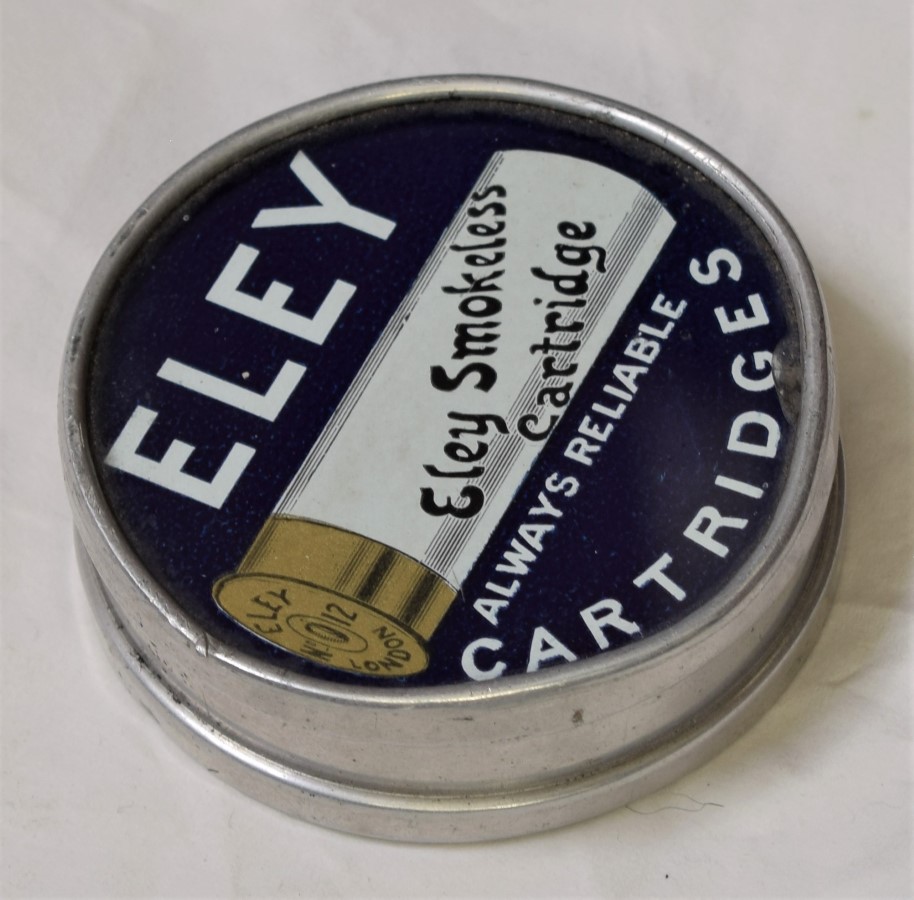 ELEY
Eley Smokeless
Cartridge
ALWAYS RELIABLE
CARTRIDGES
ELEY
Nº 12
LONDON